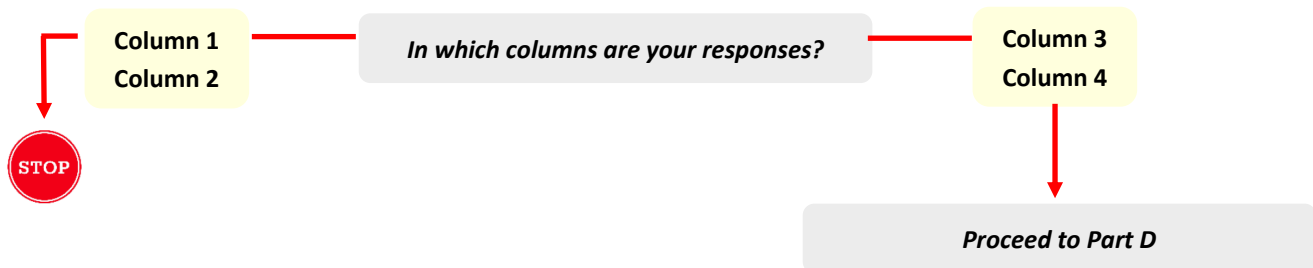 Column 1
Column 2
In which columns are your responses?
Column 3
Column 4
STOP
Proceed to Part D